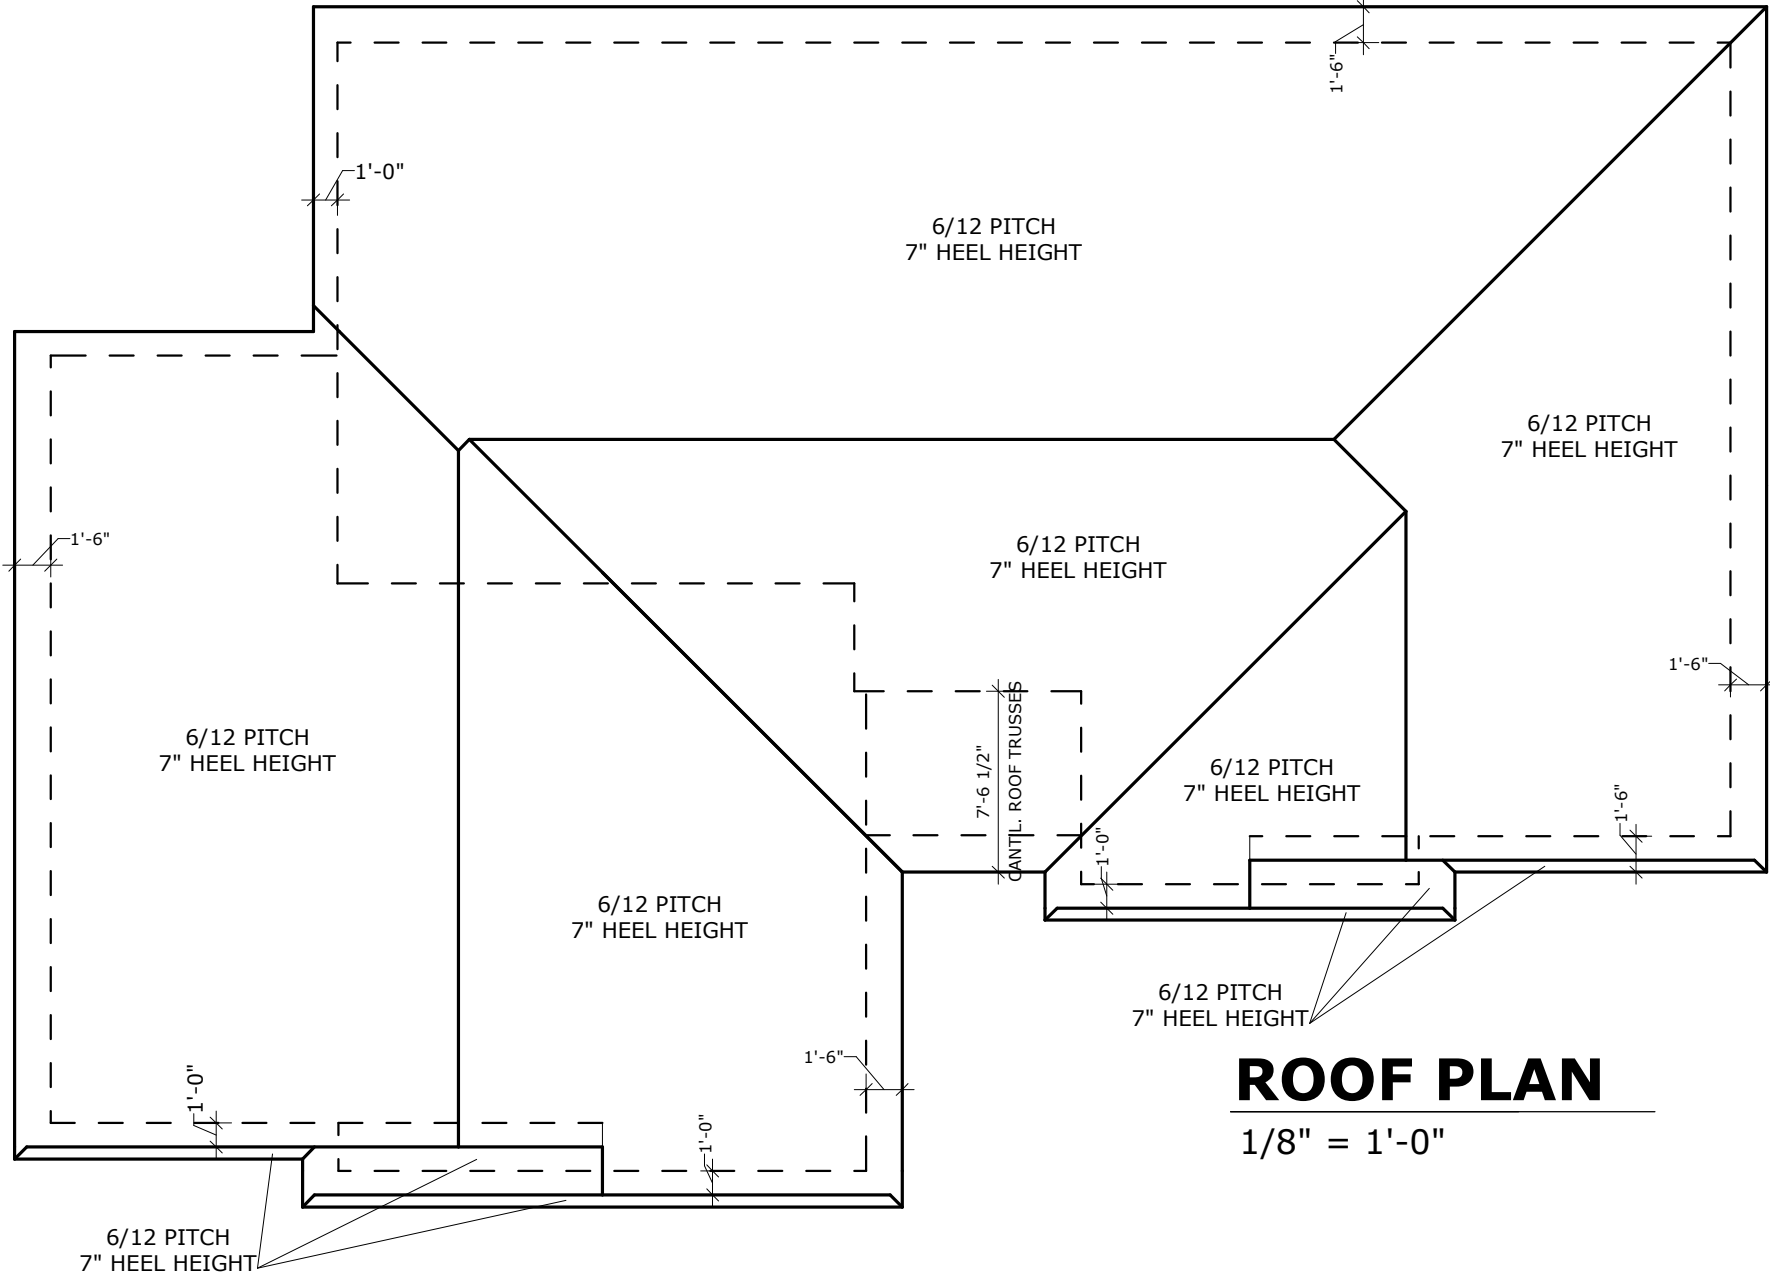 1'-6"
1'-0"
6/12 PITCH
7" HEEL HEIGHT
6/12 PITCH
7" HEEL HEIGHT
1'-6"
6/12 PITCH
7" HEEL HEIGHT
1'-6"
6/12 PITCH
7" HEEL HEIGHT
7'-6 1/2"
CANTIL. ROOF TRUSSES
6/12 PITCH
7" HEEL HEIGHT
1'-6"
1'-0"
6/12 PITCH
7" HEEL HEIGHT
6/12 PITCH
7" HEEL HEIGHT
1'-6"
1'-0"
1'-0"
ROOF PLAN
1/8" = 1'-0"
6/12 PITCH
7" HEEL HEIGHT